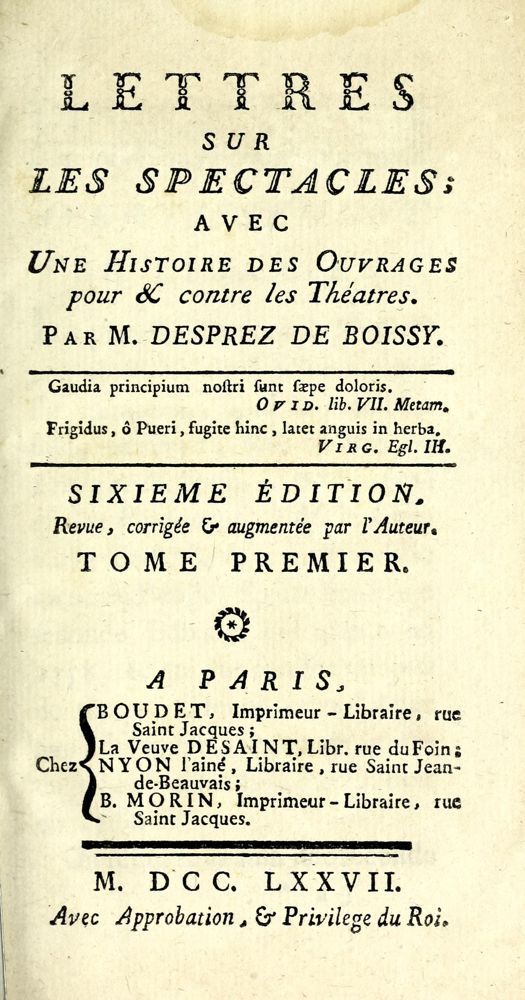 LETTRES
SUR
LES SPECTACLES;
AVEC
UNE HISTOIRE DES OUVRAGES
pour & contre les Théatres.
PAR M. DESPREZ DE BOISSY.
Gaudia principium noſtri ſunt ſæpe doloris.
OVID. lib. VII. Metam.
Frigidus, ô Pueri, fugite hinc, latet anguis in herba.
VIRG. Egl. III.
SIXIEME ÉDITION.
Revue, corrigée & augmentée par l'Auteur.
TOME PREMIER.
A PARIS,
BOUDET, Imprimeur-Libraire, rue
Saint Jacques;
La Veuve DESAINT, Libr. rue du Foin;
Chez NYON l'ainé, Libraire, rue Saint Jean-
de-Beauvais;
B. MORIN, Imprimeur-Libraire, rue
Saint Jacques.
M. DCC. LXXVII.
Avec Approbation, & Privilege du Roi.